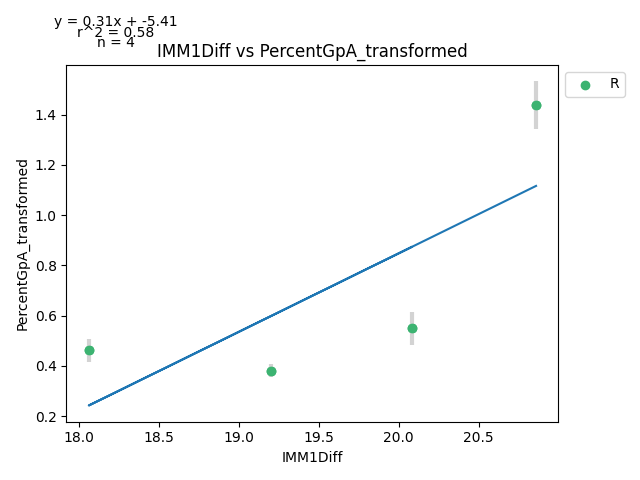 y = 0.31x + -5.41
r^2 = 0.58
n = 4
IMM1Diff vs PercentGpA_transformed
R
PercentGpA_transformed
1.4
1.2
1.0
0.8
0.6
0.4
0.2
18.0 18.5 19.0 19.5 20.0 20.5
IMM1Diff